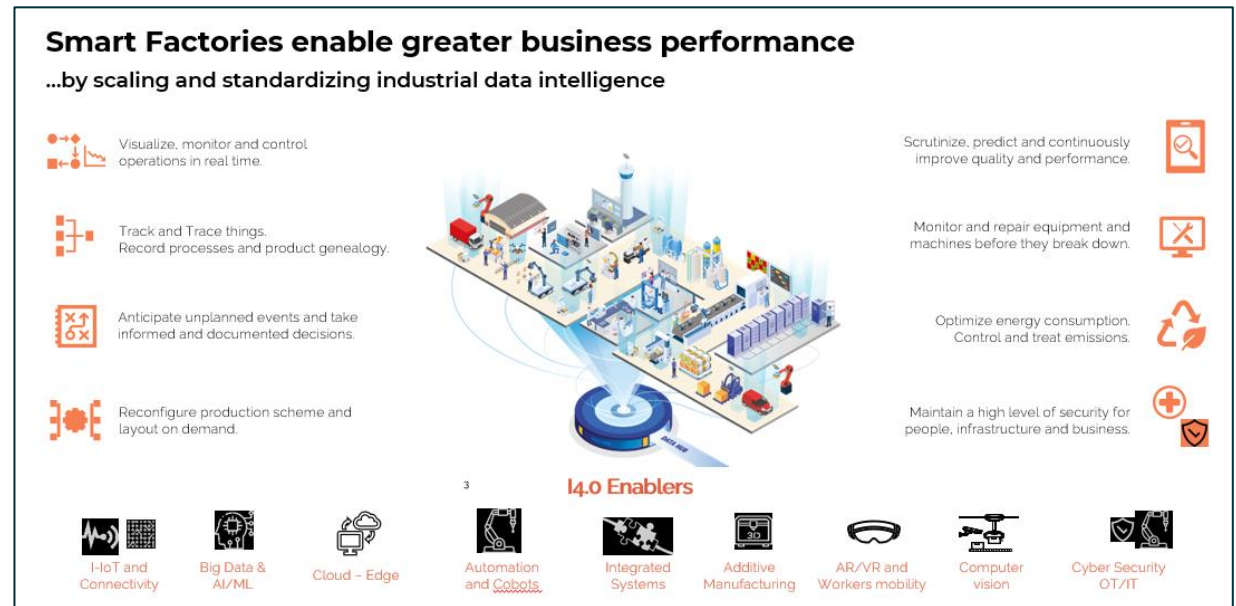 Smart Factories enable greater business performance
...by scaling and standardizing industrial data intelligence
Visualize, monitor and control
operations in real time.
Track and Trace things.
Record processes and product genealogy.
Anticipate unplanned events and take
informed and documented decisions.
Reconfigure production scheme and
layout on demand.
Scrutinize, predict and continuously
improve quality and performance.
Monitor and repair equipment and
machines before they break down.
Optimize energy consumption.
Control and treat emissions.
Maintain a high level of security for
people, infrastructure and business.
DATA HUB
3
I4.0 Enablers
I-IoT and
Connectivity
Big Data &
AI/ML
Cloud – Edge
Automation
and Cobots
Integrated
Systems
3D
Additive
Manufacturing
AR/VR and
Workers mobility
Computer
vision
Cyber Security
OT/IT